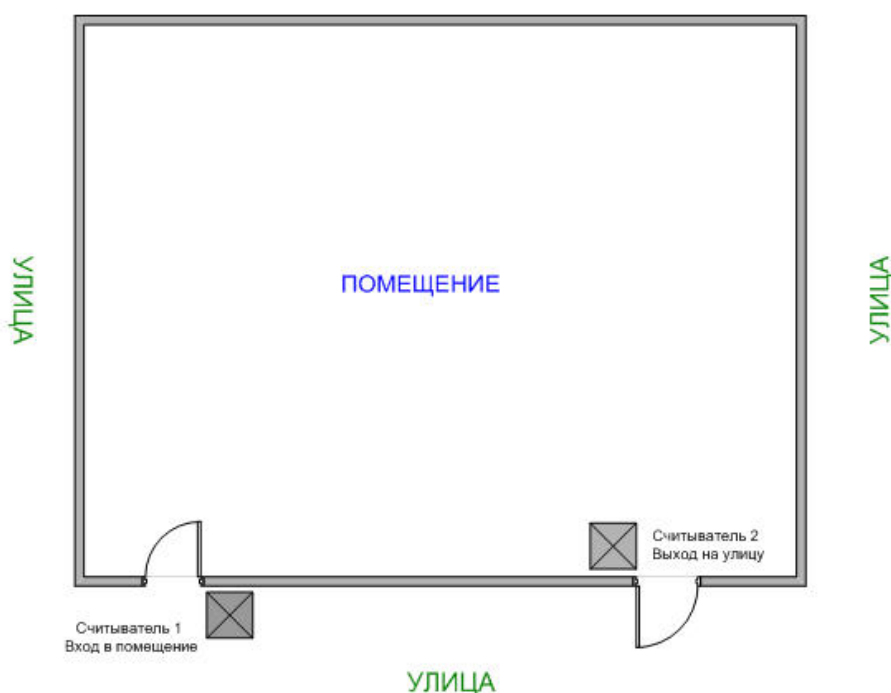 УЛИЦА
ПОМЕЩЕНИЕ
УЛИЦА
Считыватель 2
Выход на улицу
Считыватель 1
Вход в помещение
УЛИЦА